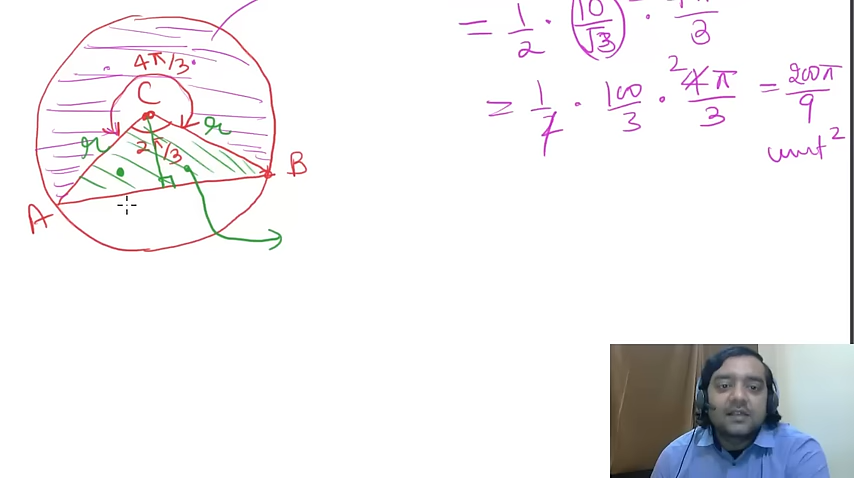 = 1/2 · (10/√3) · 4π/3
= 1/2 · 100/3 · 2 4π/3 = 200π/9
unit²
4π/3
C
r r
2π/3
B
A